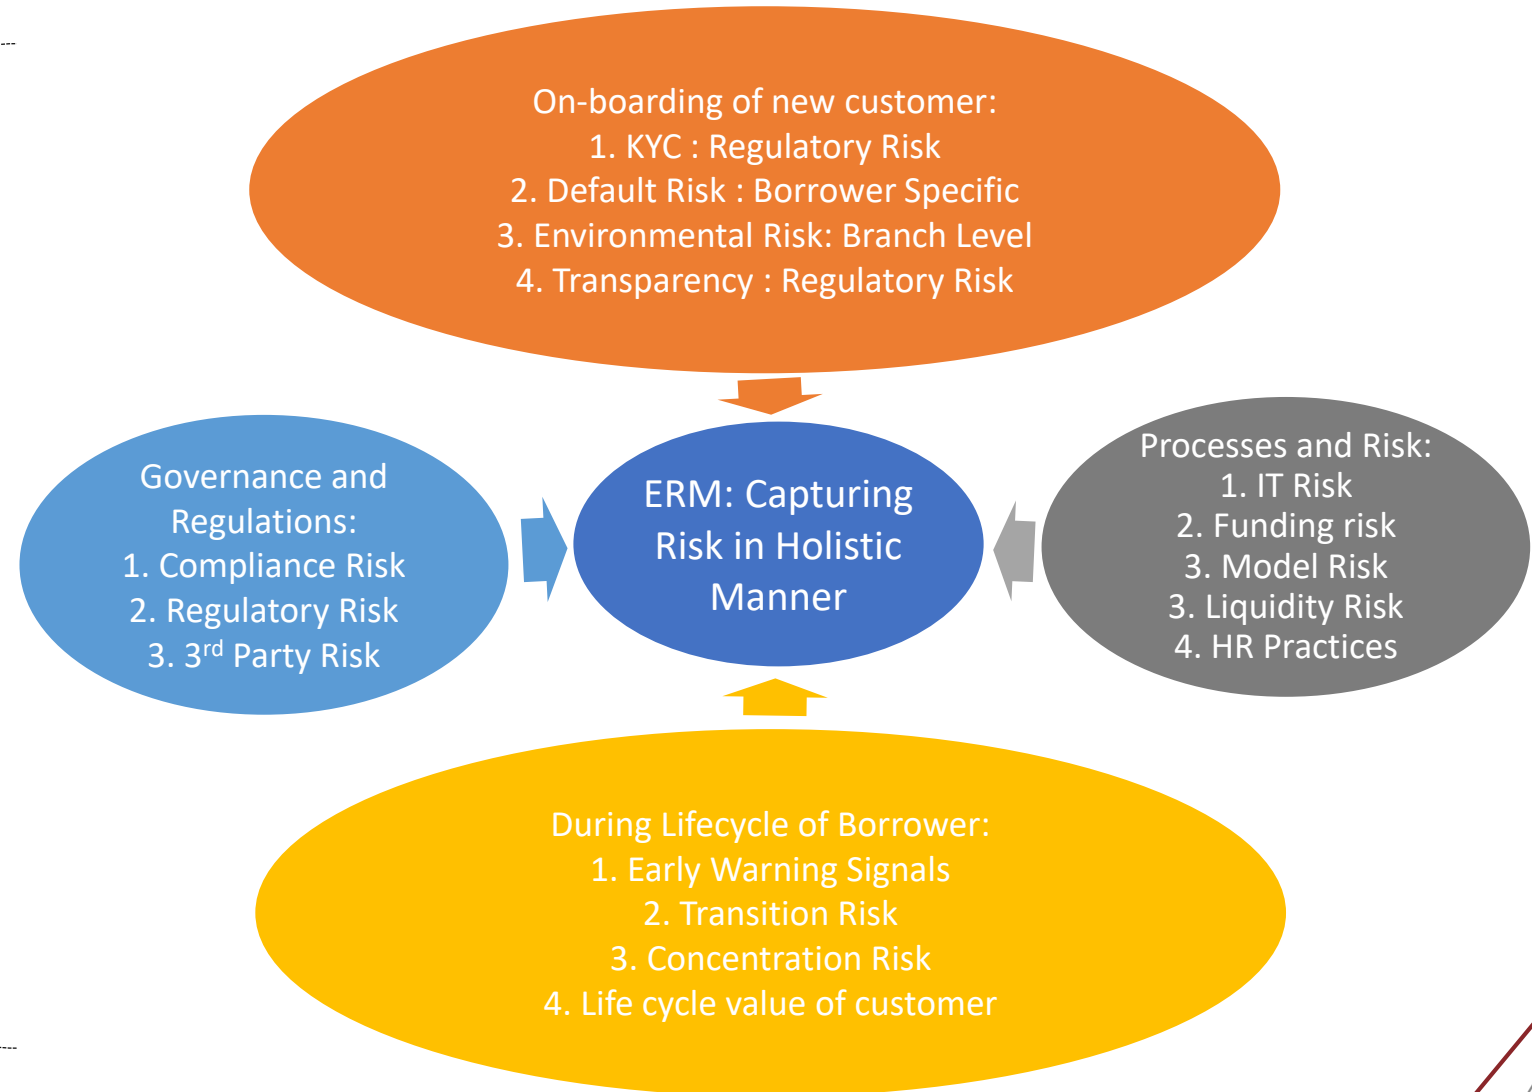 On-boarding of new customer:
1. KYC : Regulatory Risk
2. Default Risk : Borrower Specific
3. Environmental Risk: Branch Level
4. Transparency : Regulatory Risk
Governance and
Regulations:
1. Compliance Risk
2. Regulatory Risk
3. 3rd Party Risk
ERM: Capturing
Risk in Holistic
Manner
Processes and Risk:
1. IT Risk
2. Funding risk
3. Model Risk
3. Liquidity Risk
4. HR Practices
During Lifecycle of Borrower:
1. Early Warning Signals
2. Transition Risk
3. Concentration Risk
4. Life cycle value of customer